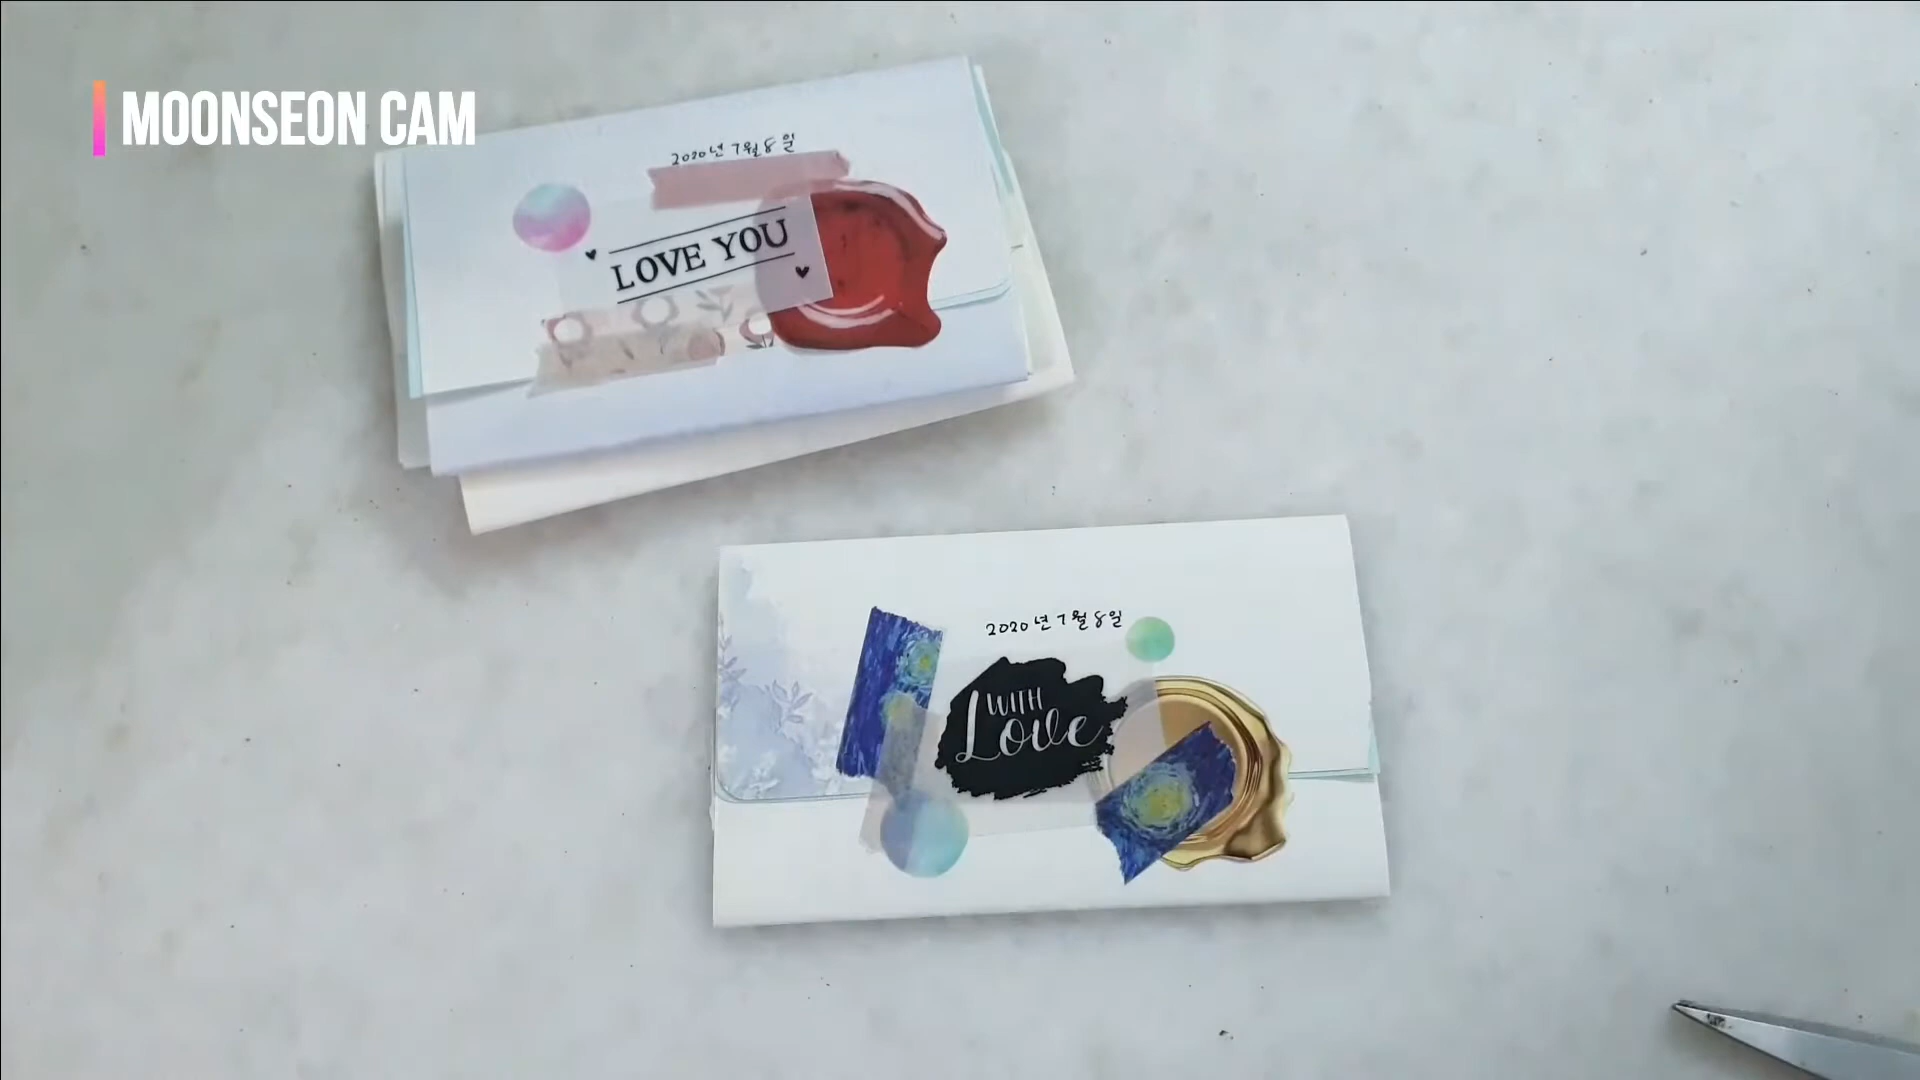 MOONSEON CAM
2020년 7월 8일
LOVE YOU
2020년 7월 8일
WITH
Love